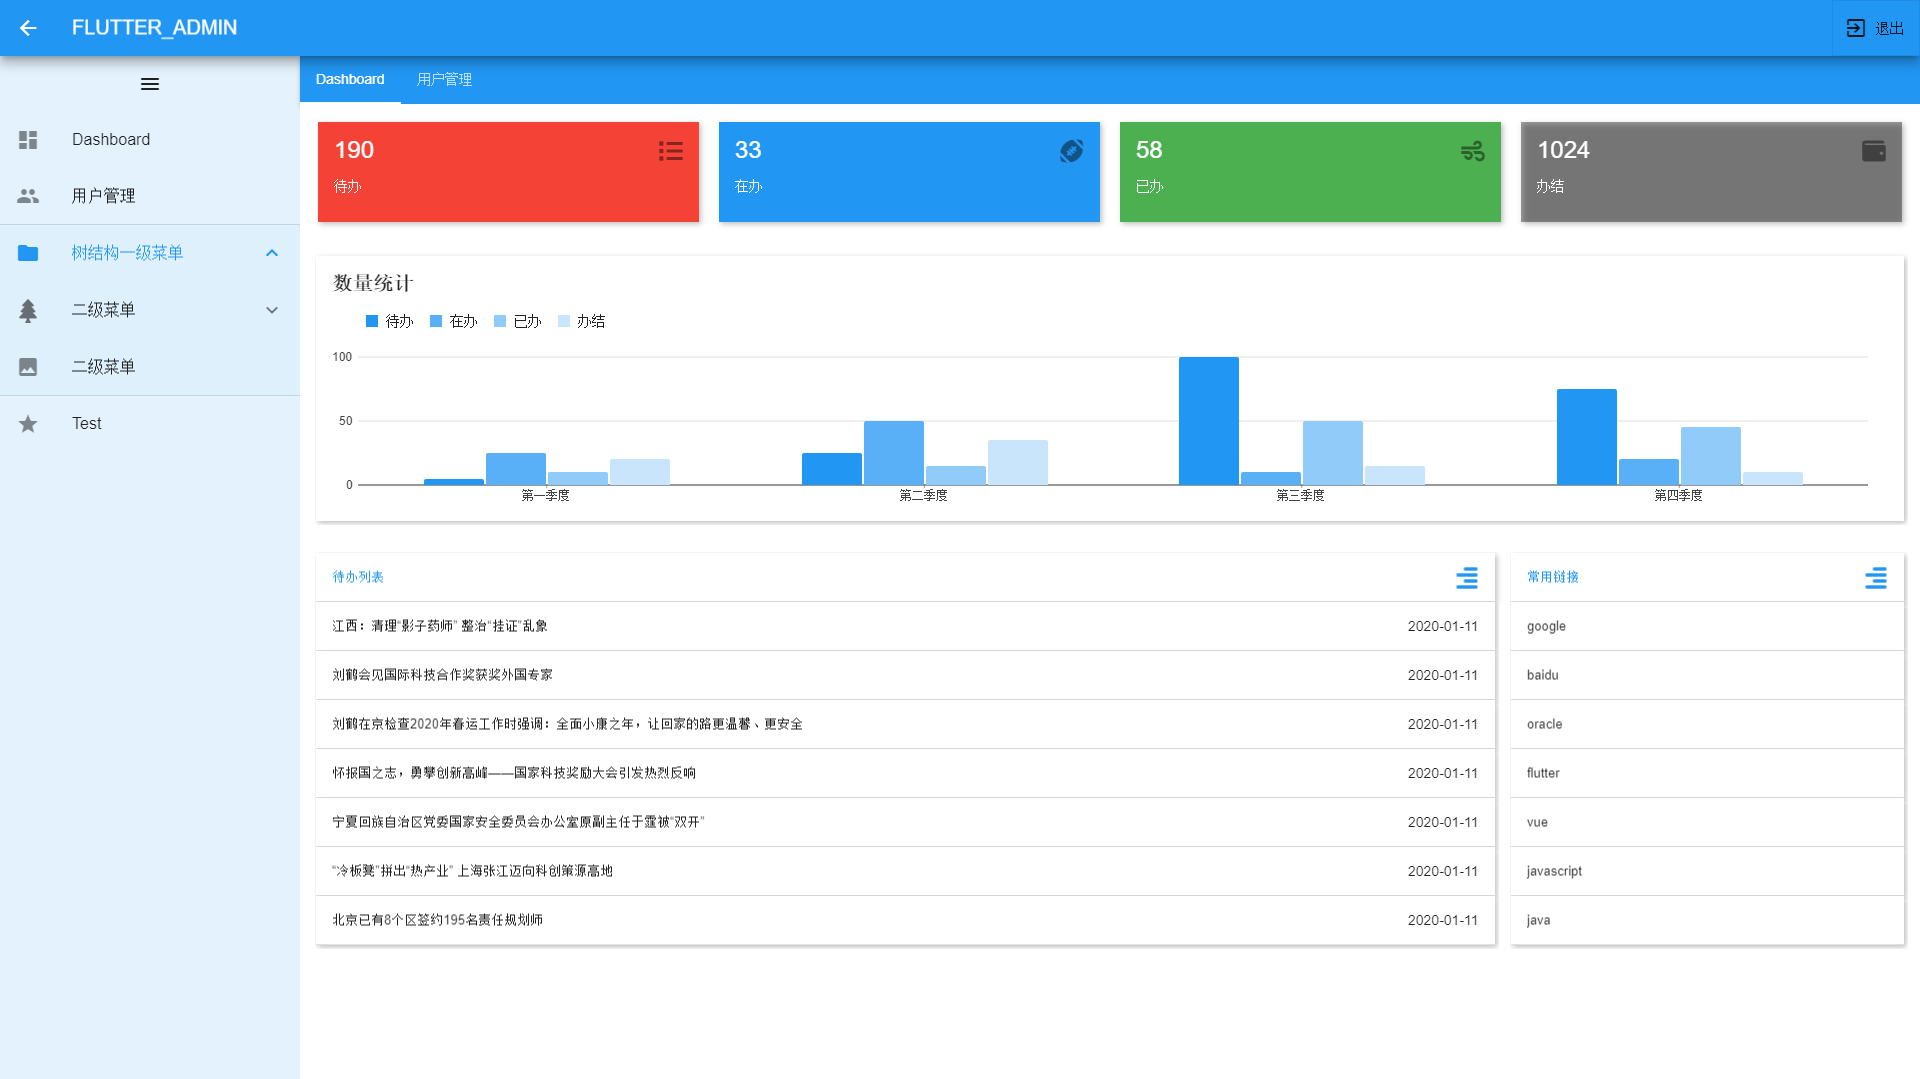 FLUTTER_ADMIN
退出
Dashboard
用户管理
树结构一级菜单
二级菜单
二级菜单
Test
Dashboard 用户管理
190
待办
33
在办
58
已办
1024
办结
数量统计
待办 在办 已办 办结
100
50
0
第一季度 第二季度 第三季度 第四季度
待办列表
江西：清理“影子药师” 整治“挂证”乱象 2020-01-11
刘鹤会见国际科技合作奖获奖外国专家 2020-01-11
刘鹤在京检查2020年春运工作时强调：全面小康之年，让回家的路更温馨、更安全 2020-01-11
怀报国之志，勇攀创新高峰——国家科技奖励大会引发热烈反响 2020-01-11
宁夏回族自治区党委国家安全委员会办公室原副主任于霆被“双开” 2020-01-11
“冷板凳”拼出“热产业” 上海张江迈向科创策源高地 2020-01-11
北京已有8个区签约195名责任规划师 2020-01-11
常用链接
google
baidu
oracle
flutter
vue
javascript
java